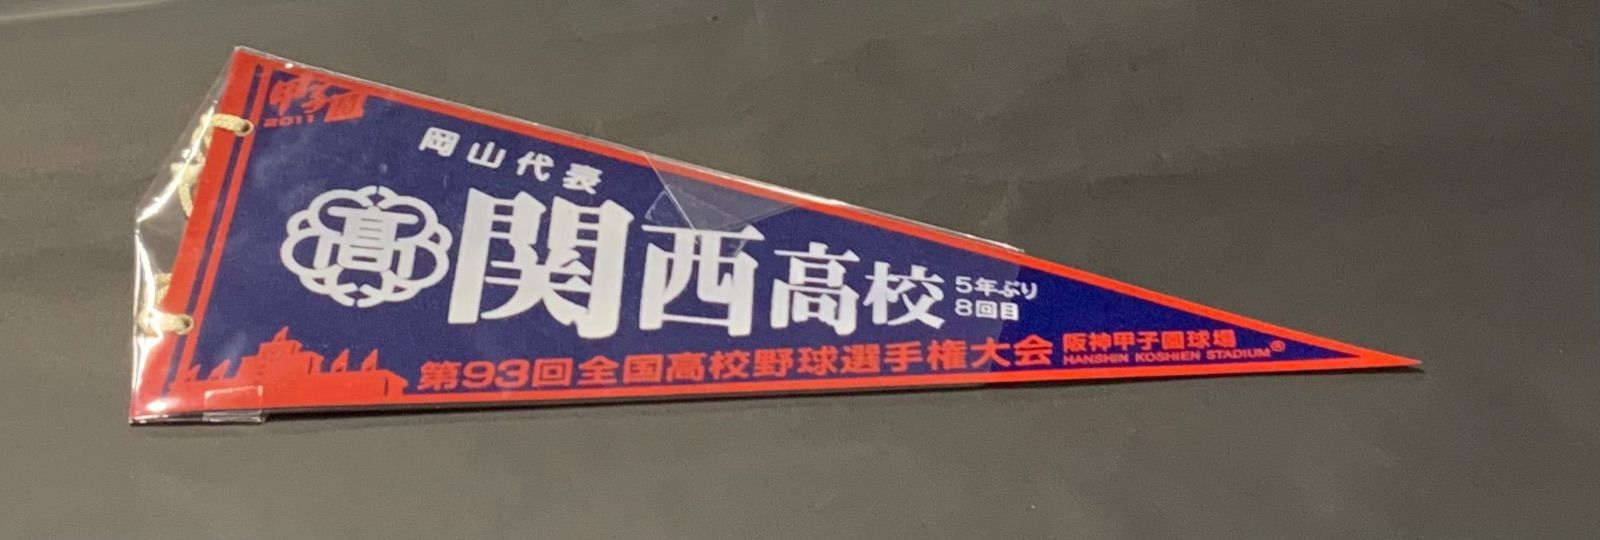 甲子園
2011
岡山代表
高
関西高校
5年ぶり
8回目
第93回全国高校野球選手権大会
阪神甲子園球場
HANSHIN KOSHIEN STADIUM®